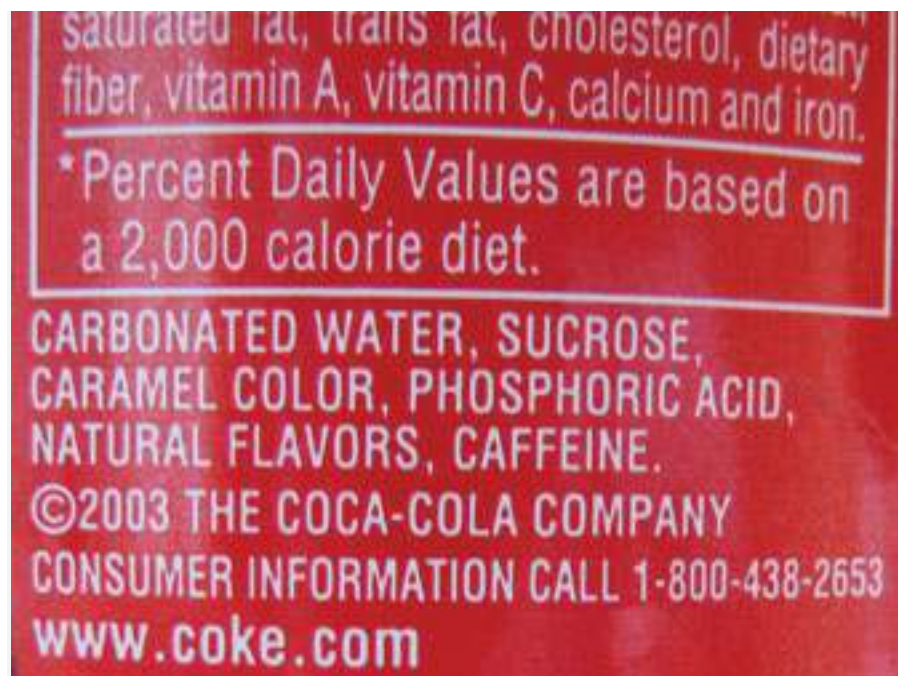 saturated fat, trans fat, cholesterol, dietary
fiber, vitamin A, vitamin C, calcium and iron.
*Percent Daily Values are based on
a 2,000 calorie diet.
CARBONATED WATER, SUCROSE,
CARAMEL COLOR, PHOSPHORIC ACID,
NATURAL FLAVORS, CAFFEINE.
©2003 THE COCA-COLA COMPANY
CONSUMER INFORMATION CALL 1-800-438-2653
www.coke.com